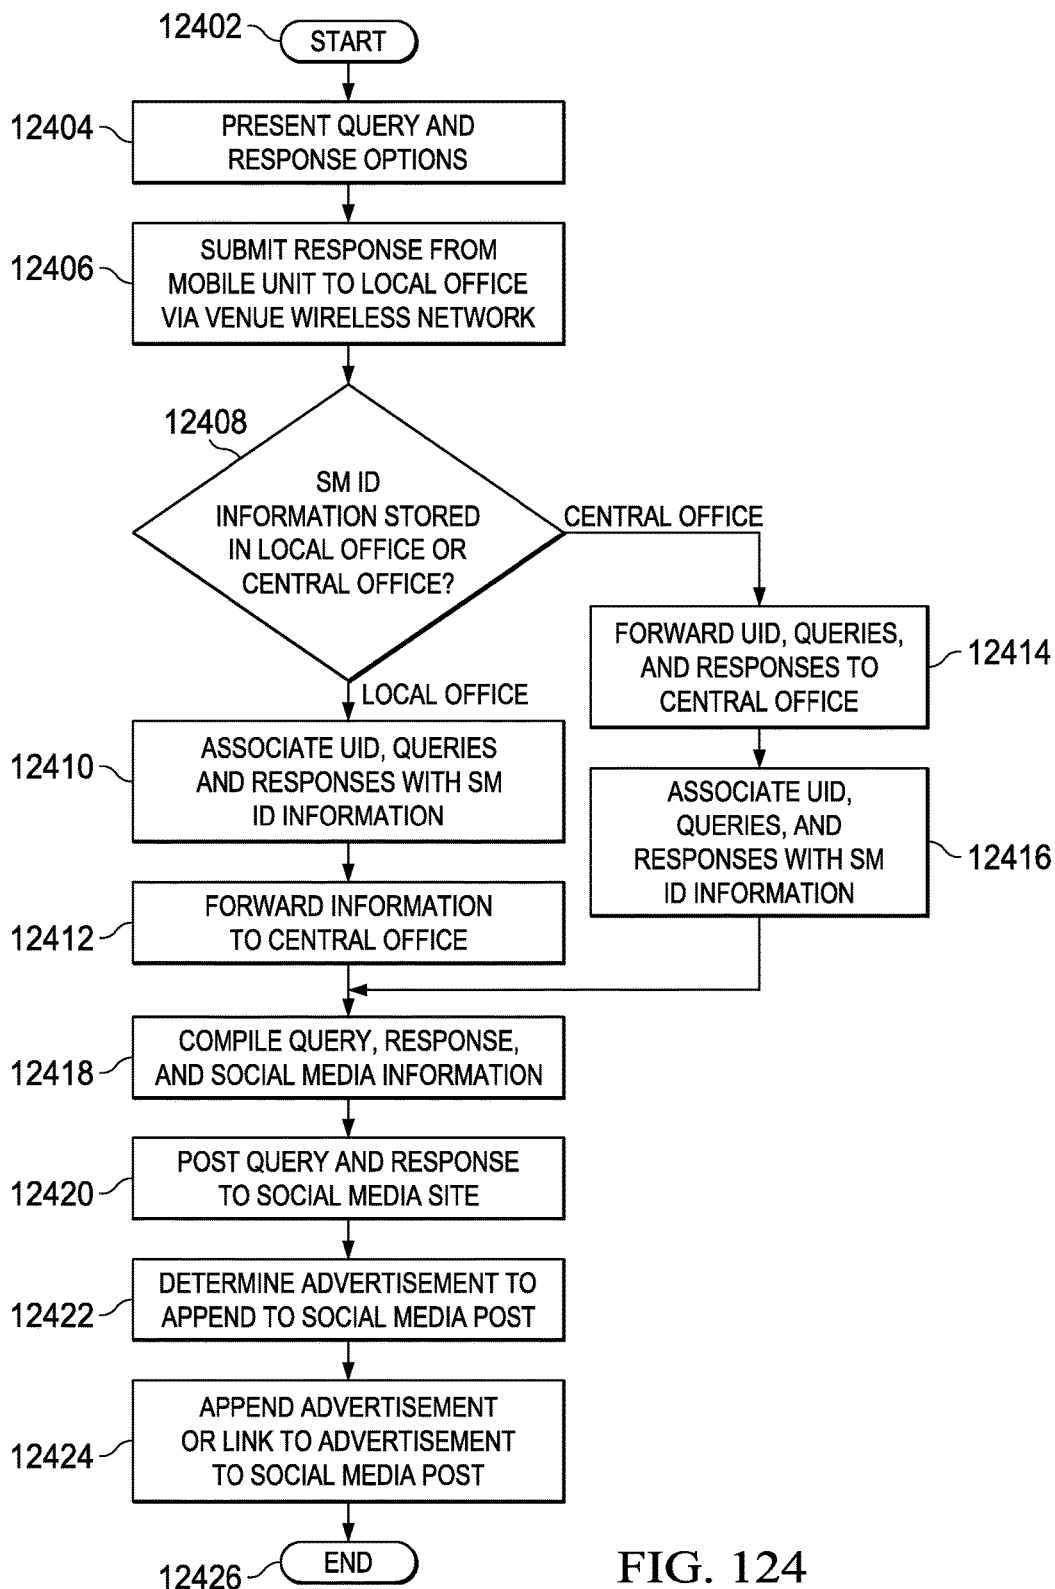 12402
START
12404
PRESENT QUERY AND
RESPONSE OPTIONS
12406
SUBMIT RESPONSE FROM
MOBILE UNIT TO LOCAL OFFICE
VIA VENUE WIRELESS NETWORK
12408
SM ID
INFORMATION STORED
IN LOCAL OFFICE OR
CENTRAL OFFICE?
CENTRAL OFFICE
FORWARD UID, QUERIES,
AND RESPONSES TO
CENTRAL OFFICE
12414
LOCAL OFFICE
12410
ASSOCIATE UID, QUERIES
AND RESPONSES WITH SM
ID INFORMATION
ASSOCIATE UID,
QUERIES, AND
RESPONSES WITH SM
ID INFORMATION
12416
12412
FORWARD INFORMATION
TO CENTRAL OFFICE
12418
COMPILE QUERY, RESPONSE,
AND SOCIAL MEDIA INFORMATION
12420
POST QUERY AND RESPONSE
TO SOCIAL MEDIA SITE
12422
DETERMINE ADVERTISEMENT TO
APPEND TO SOCIAL MEDIA POST
12424
APPEND ADVERTISEMENT
OR LINK TO ADVERTISEMENT
TO SOCIAL MEDIA POST
12426
END
FIG. 124